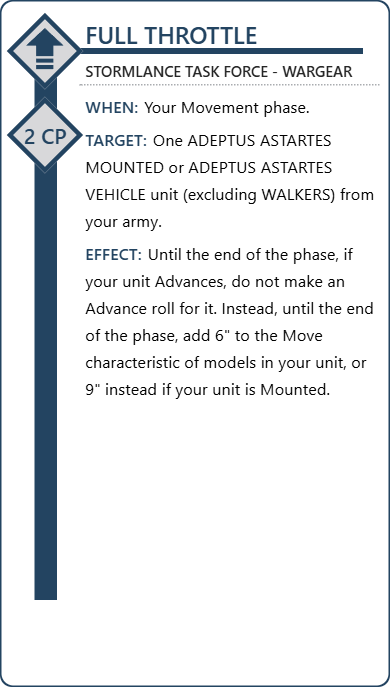 FULL THROTTLE
STORMLANCE TASK FORCE - WARGEAR
WHEN: Your Movement phase.
2 CP
TARGET: One ADEPTUS ASTARTES
MOUNTED or ADEPTUS ASTARTES
VEHICLE unit (excluding WALKERS) from
your army.
EFFECT: Until the end of the phase, if
your unit Advances, do not make an
Advance roll for it. Instead, until the end
of the phase, add 6" to the Move
characteristic of models in your unit, or
9" instead if your unit is Mounted.